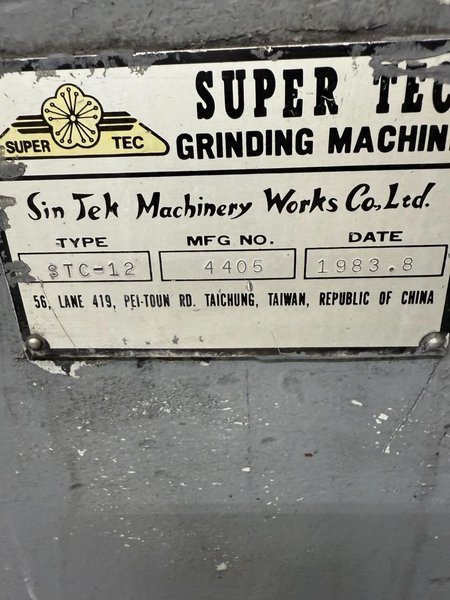 SUPER TEC
SUPER TEC
GRINDING MACHIN
Sin Tek Machinery Works Co., Ltd.
TYPE MFG NO. DATE
STC-12 4405 1983.8
56, LANE 419, PEI-TOUN RD. TAICHUNG, TAIWAN, REPUBLIC OF CHINA